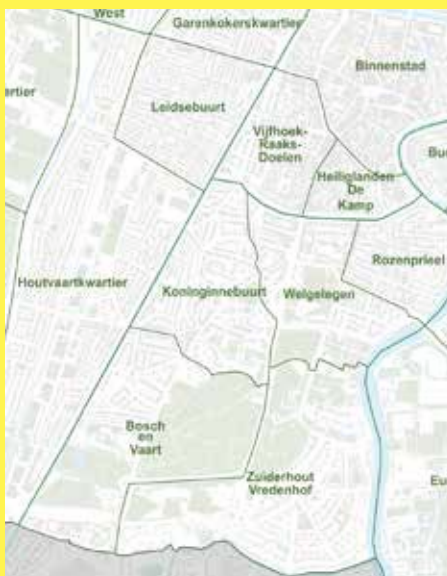 West
Garenkokerskwartier
Binnenstad
Leidsebuurt
Vijfhoek-
Raaks-
Doelen
Heiliglanden
De
Kamp
Rozenprieel
Houtvaartkwartier
Koninginnebuurt
Welgelegen
Bosch
en
Vaart
Zuiderhout
Vredenhof